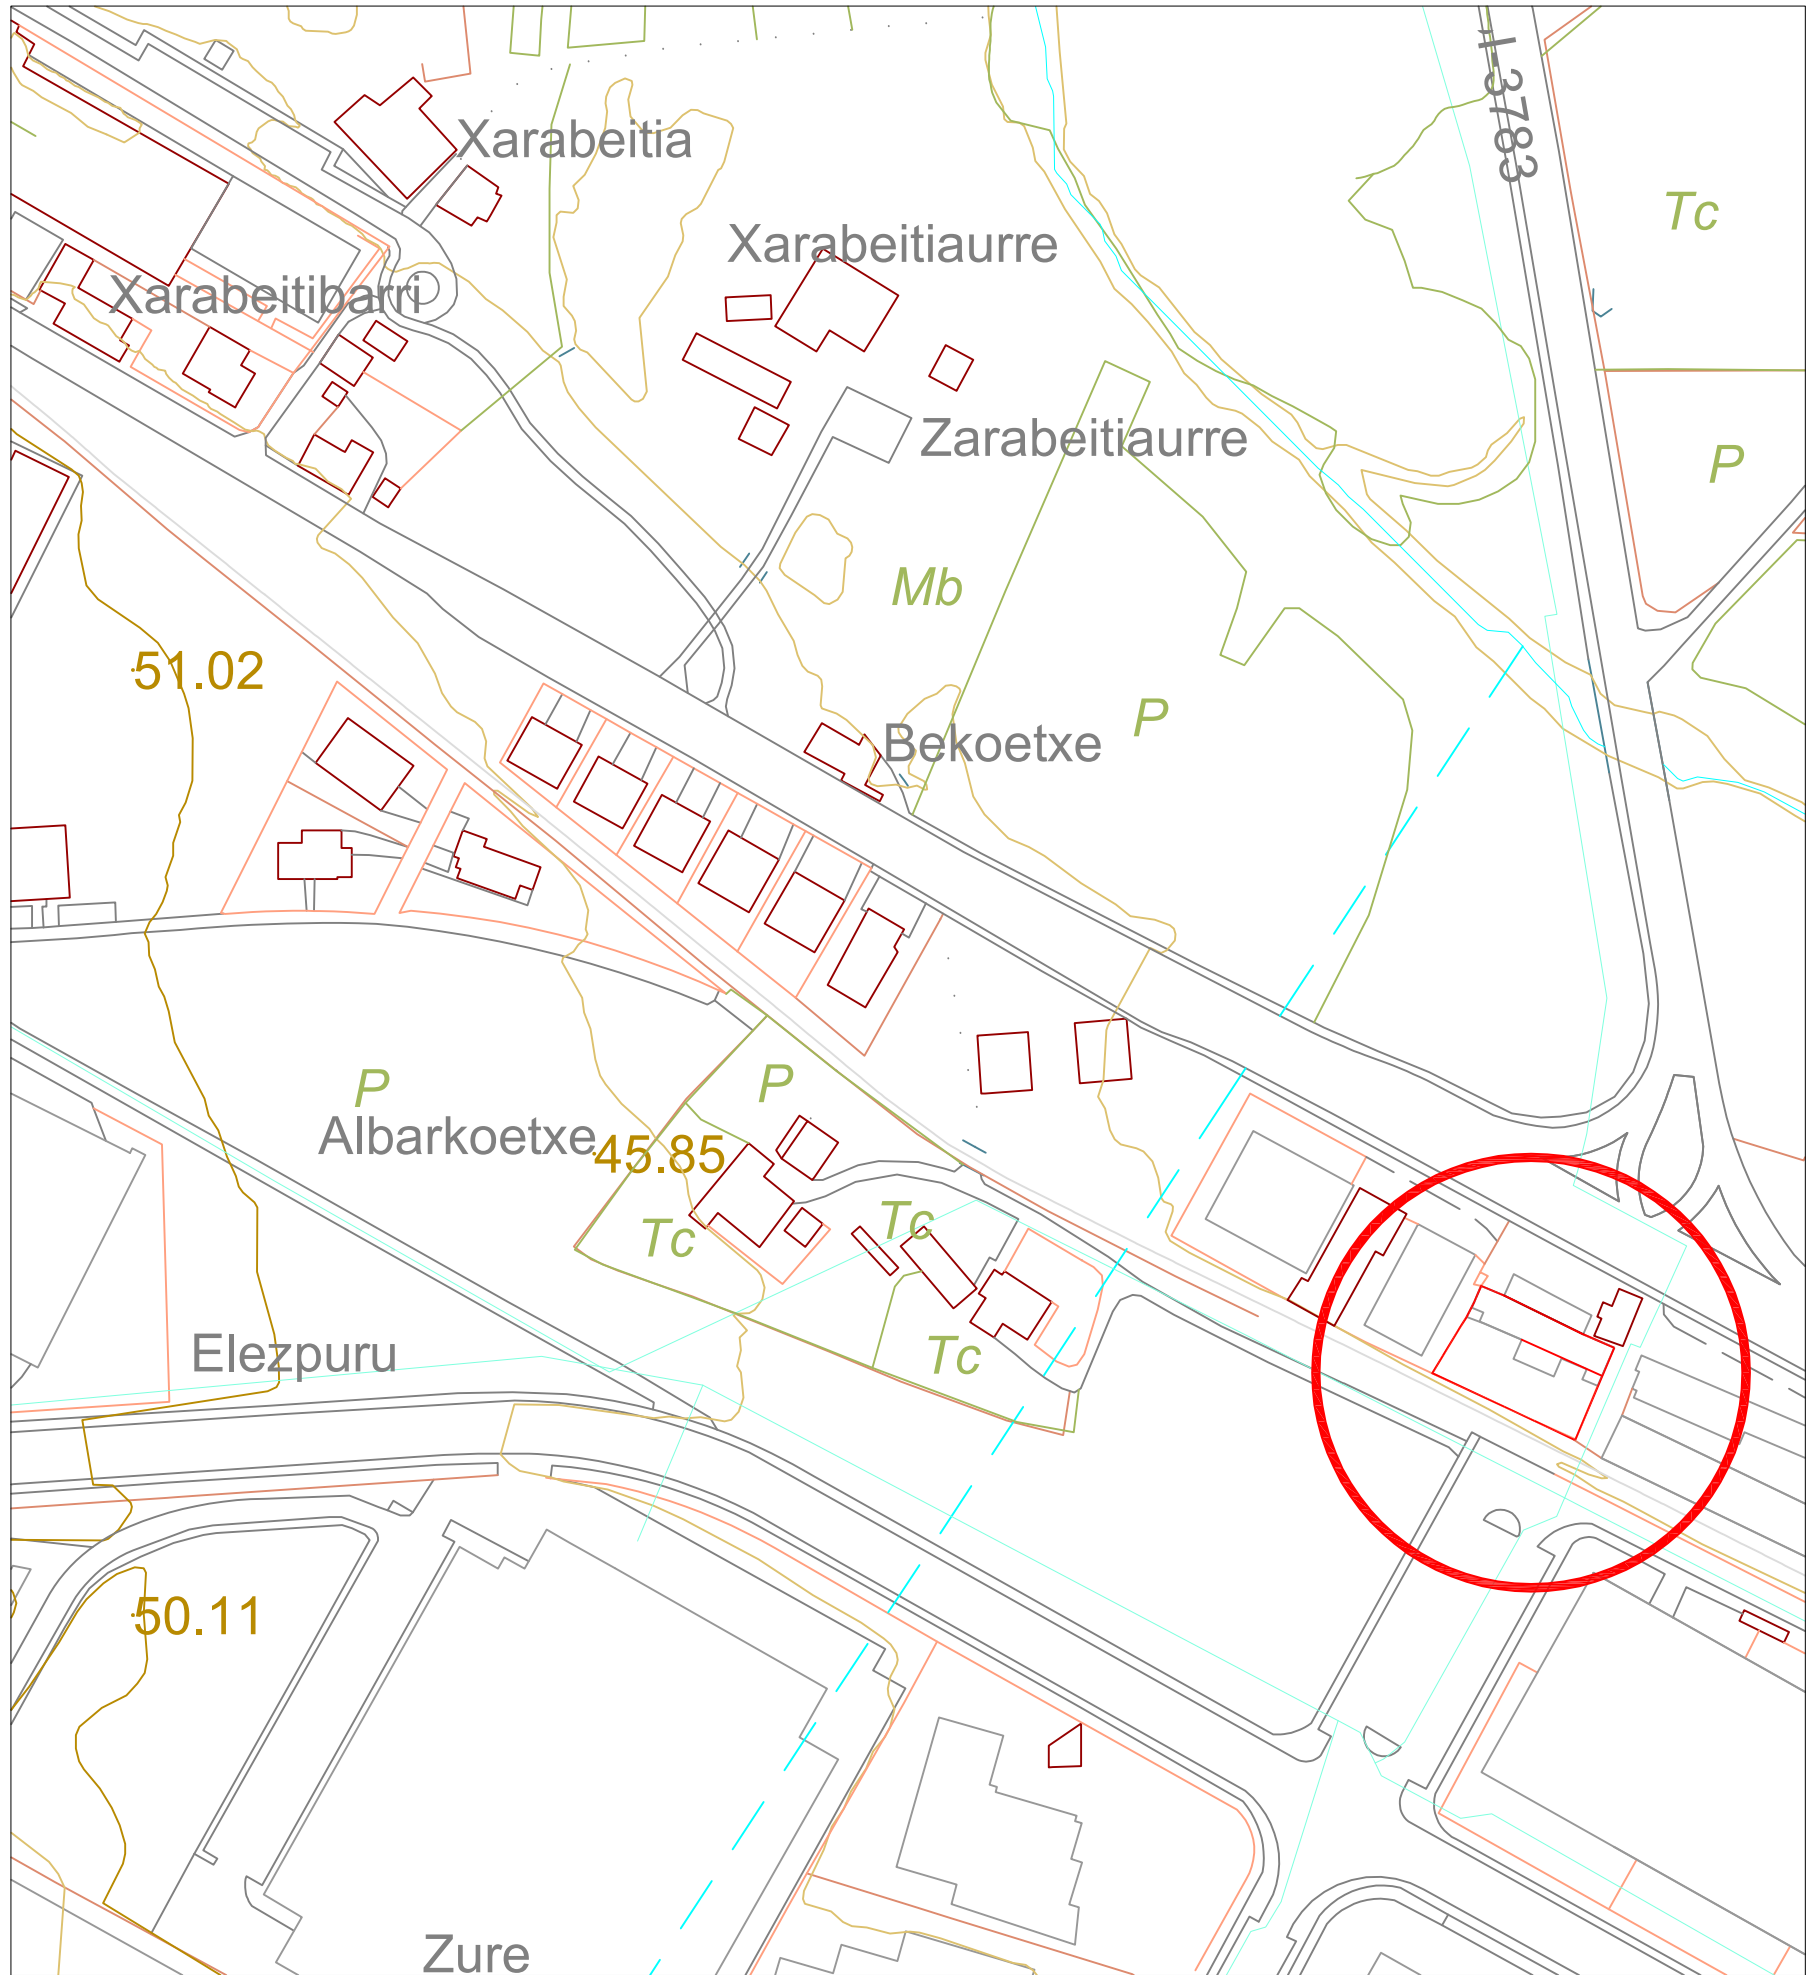 I-3783
Xarabeitia
Tc
Xarabeitiaurre
Xarabeitibarri
Zarabeitiaurre
P
Mb
51.02
P
Bekoetxe
P
P
Albarkoetxe
45.85
Tc
Tc
Elezpuru
Tc
50.11
Zure